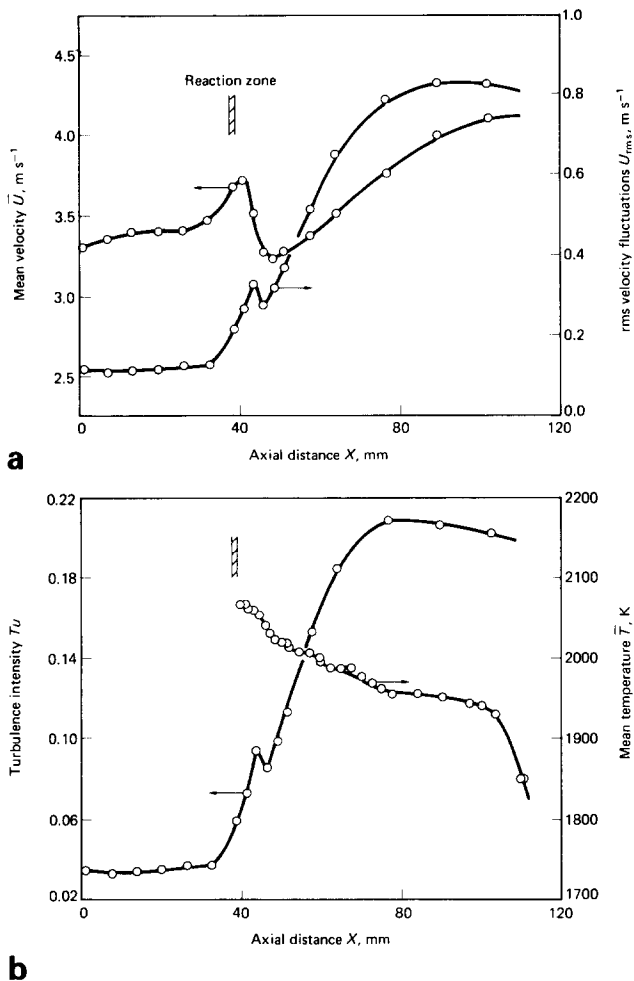 1.0
4.5
Reaction zone
0.8
4.0
Mean velocity U̅, m s⁻¹
0.6
rms velocity fluctuations Uᵣₘₛ, m s⁻¹
3.5
0.4
3.0
0.2
2.5
0.0
0 40 80 120
a
Axial distance X, mm
0.22 2200
0.18 2100
Turbulence intensity Tu
0.14 2000
Mean temperature T̅, K
0.10 1900
0.06 1800
0.02 1700
0 40 80 120
Axial distance X, mm
b